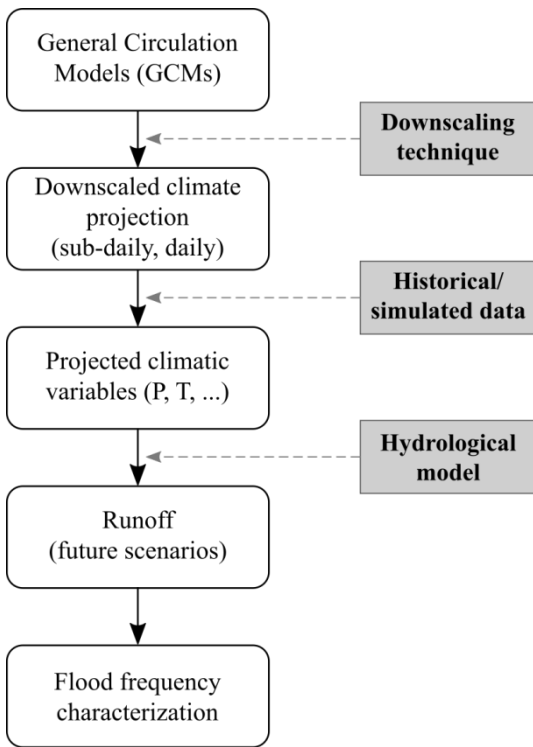 General Circulation
Models (GCMs)
Downscaling
technique
Downscaled climate
projection
(sub-daily, daily)
Historical/
simulated data
Projected climatic
variables (P, T, ...)
Hydrological
model
Runoff
(future scenarios)
Flood frequency
characterization